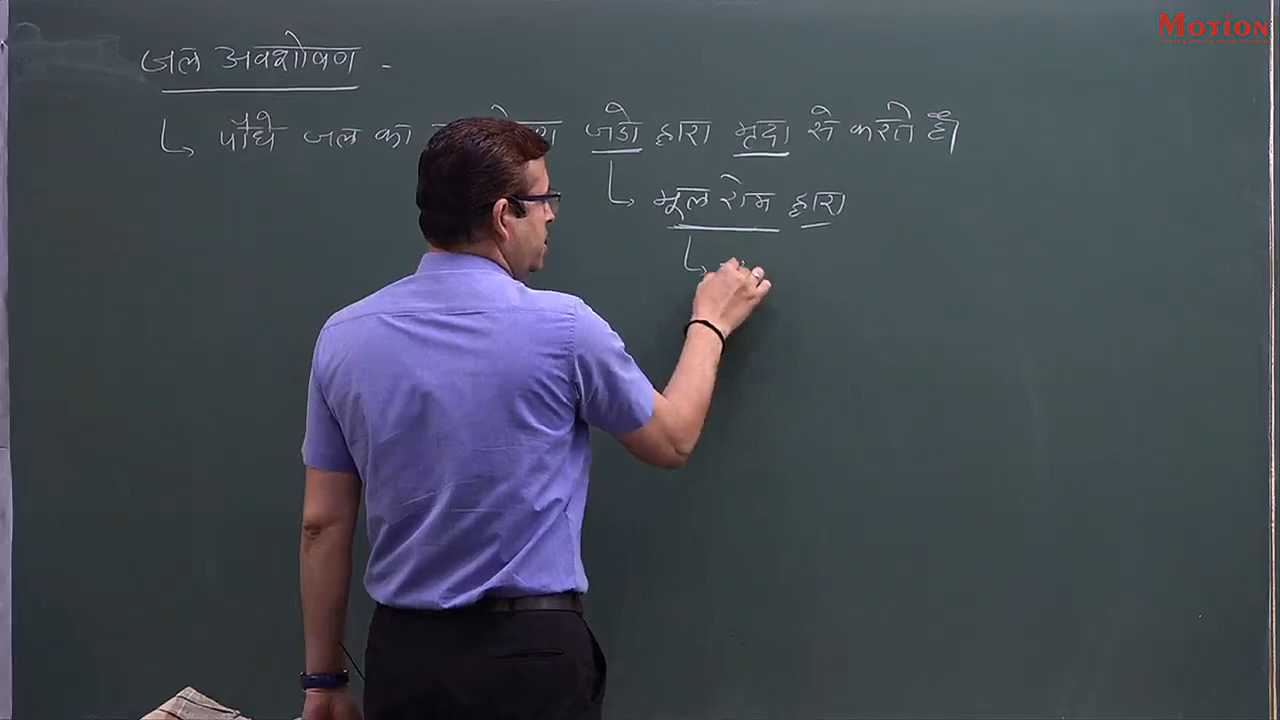 MOTION
जल अवशोषण -
पौधे जल का जडो द्वारा मृदा से करते है।
मूल रोम द्वारा